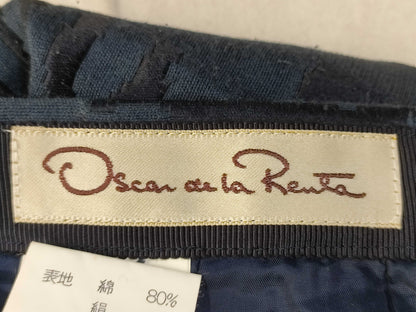 Oscar de la Renta
表地 綿 80%
絹